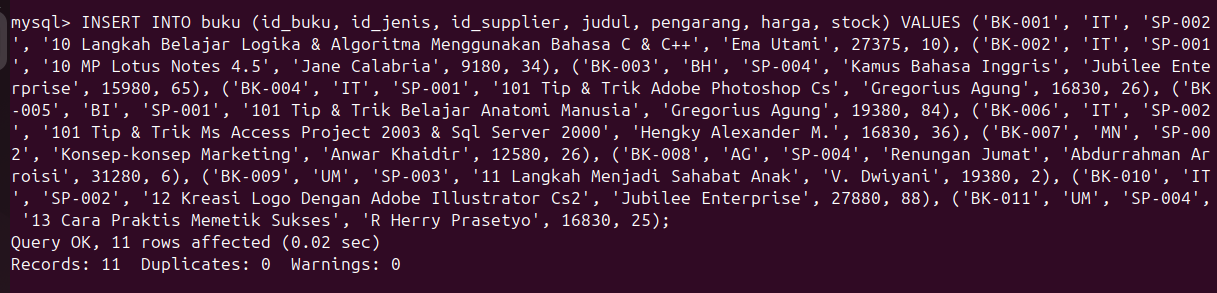 mysql> INSERT INTO buku (id_buku, id_jenis, id_supplier, judul, pengarang, harga, stock) VALUES ('BK-001', 'IT', 'SP-002
', '10 Langkah Belajar Logika & Algoritma Menggunakan Bahasa C & C++', 'Ema Utami', 27375, 10), ('BK-002', 'IT', 'SP-001
', '10 MP Lotus Notes 4.5', 'Jane Calabria', 9180, 34), ('BK-003', 'BH', 'SP-004', 'Kamus Bahasa Inggris', 'Jubilee Ente
rprise', 15980, 65), ('BK-004', 'IT', 'SP-001', '101 Tip & Trik Adobe Photoshop Cs', 'Gregorius Agung', 16830, 26), ('BK
-005', 'BI', 'SP-001', '101 Tip & Trik Belajar Anatomi Manusia', 'Gregorius Agung', 19380, 84), ('BK-006', 'IT', 'SP-002
', '101 Tip & Trik Ms Access Project 2003 & Sql Server 2000', 'Hengky Alexander M.', 16830, 36), ('BK-007', 'MN', 'SP-00
2', 'Konsep-konsep Marketing', 'Anwar Khaidir', 12580, 26), ('BK-008', 'AG', 'SP-004', 'Renungan Jumat', 'Abdurrahman Ar
roisi', 31280, 6), ('BK-009', 'UM', 'SP-003', '11 Langkah Menjadi Sahabat Anak', 'V. Dwiyani', 19380, 2), ('BK-010', 'IT
', 'SP-002', '12 Kreasi Logo Dengan Adobe Illustrator Cs2', 'Jubilee Enterprise', 27880, 88), ('BK-011', 'UM', 'SP-004',
 '13 Cara Praktis Memetik Sukses', 'R Herry Prasetyo', 16830, 25);
Query OK, 11 rows affected (0.02 sec)
Records: 11  Duplicates: 0  Warnings: 0